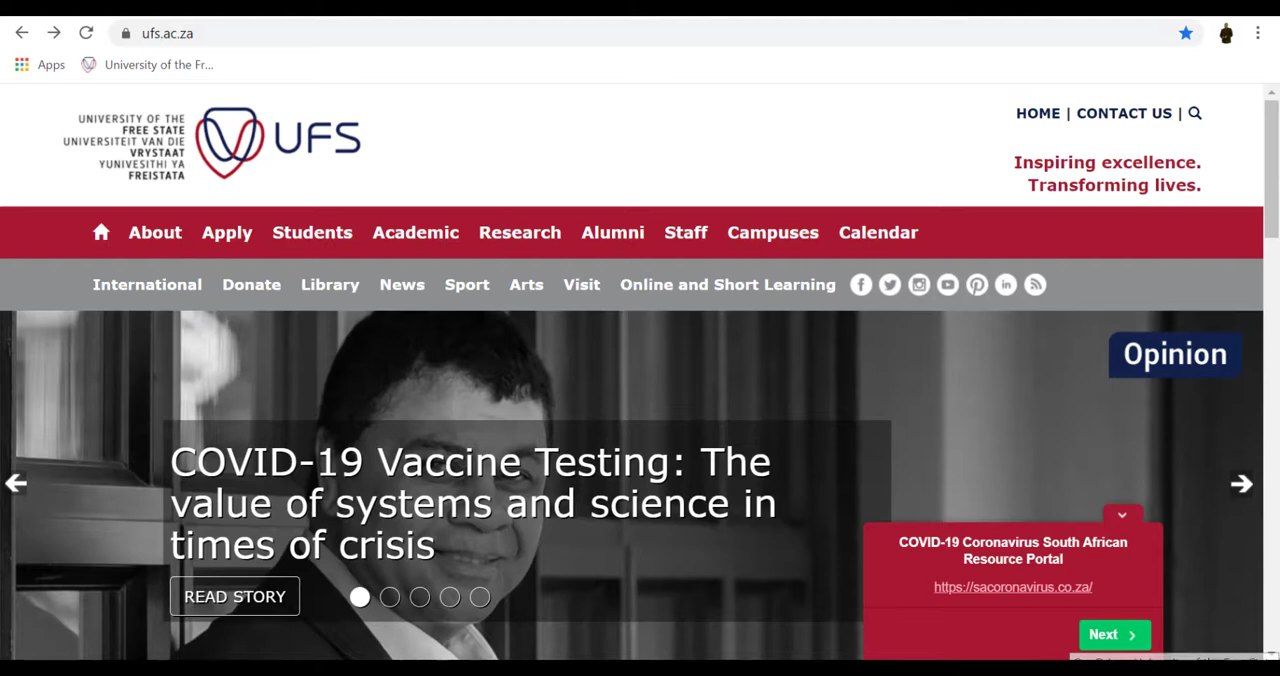 ufs.ac.za
Apps
University of the Fr...
UNIVERSITY OF THE
FREE STATE
UNIVERSITEIT VAN DIE
VRYSTAAT
YUNIVESITHI YA
FREISTATA
UFS
HOME | CONTACT US |
Inspiring excellence.
Transforming lives.
About Apply Students Academic Research Alumni Staff Campuses Calendar
International Donate Library News Sport Arts Visit Online and Short Learning
Opinion
COVID-19 Vaccine Testing: The
value of systems and science in
times of crisis
READ STORY
COVID-19 Coronavirus South African
Resource Portal
https://sacoronavirus.co.za/
Next